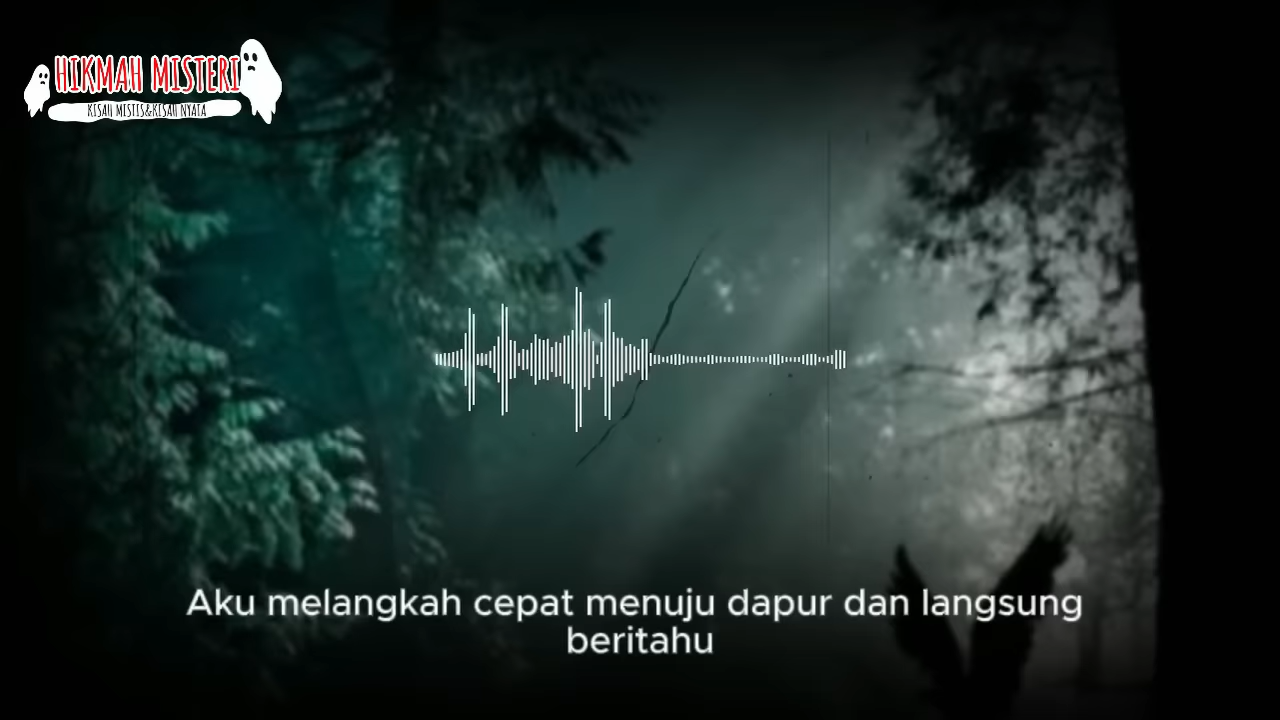 HIKMAH MISTERI
KISAH MISTIS&KISAH NYATA
Aku melangkah cepat menuju dapur dan langsung
beritahu